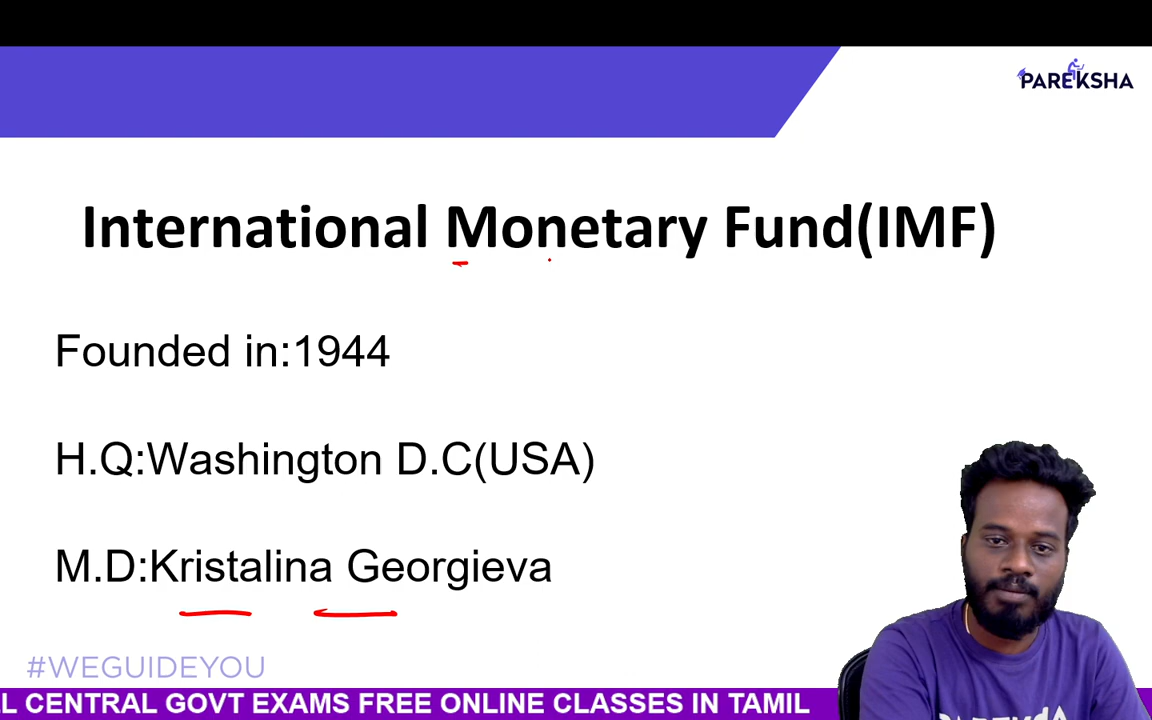 PAREKSHA
International Monetary Fund(IMF)
Founded in:1944
H.Q:Washington D.C(USA)
M.D:Kristalina Georgieva
#WEGUIDEYOU
L CENTRAL GOVT EXAMS FREE ONLINE CLASSES IN TAMIL
PAREKSHA